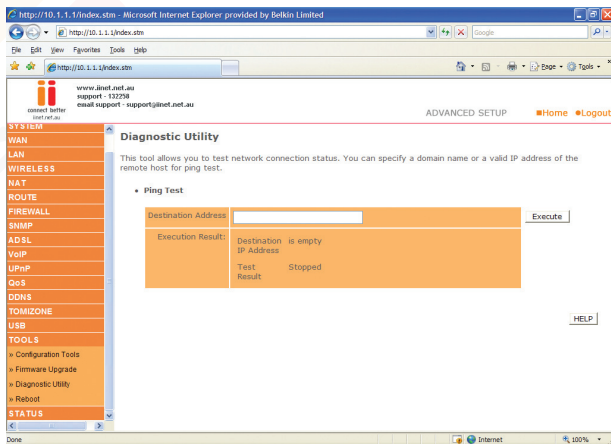 http://10.1.1.1/index.stm - Microsoft Internet Explorer provided by Belkin Limited
http://10.1.1.1/index.stm
Google
File Edit View Favorites Tools Help
http://10.1.1.1/index.stm
Page Tools
www.iinet.net.au
support - 132258
email support - support@iinet.net.au
connect better
iinet.net.au
ADVANCED SETUP Home Logout
SYSTEM
WAN
LAN
WIRELESS
NAT
ROUTE
FIREWALL
SNMP
ADSL
VoIP
UPnP
QoS
DDNS
TOMIZONE
USB
TOOLS
» Configuration Tools
» Firmware Upgrade
» Diagnostic Utility
» Reboot
STATUS
Diagnostic Utility
This tool allows you to test network connection status. You can specify a domain name or a valid IP address of the
remote host for ping test.
• Ping Test
Destination Address
Execute
Execution Result:
Destination is empty
IP Address
Test Stopped
Result
HELP
Done Internet 100%